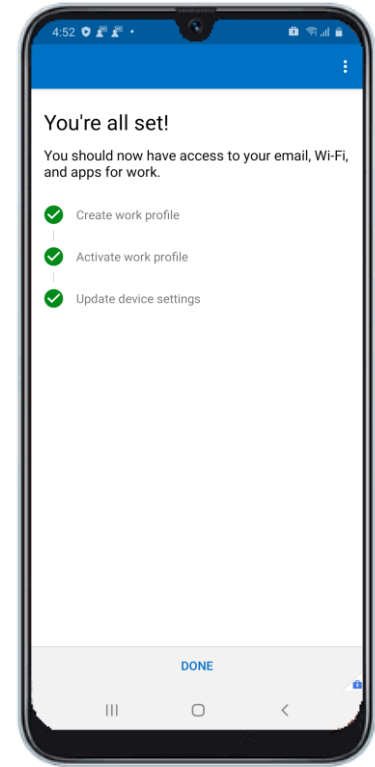 4:52
You're all set!
You should now have access to your email, Wi-Fi,
and apps for work.
Create work profile
Activate work profile
Update device settings
DONE